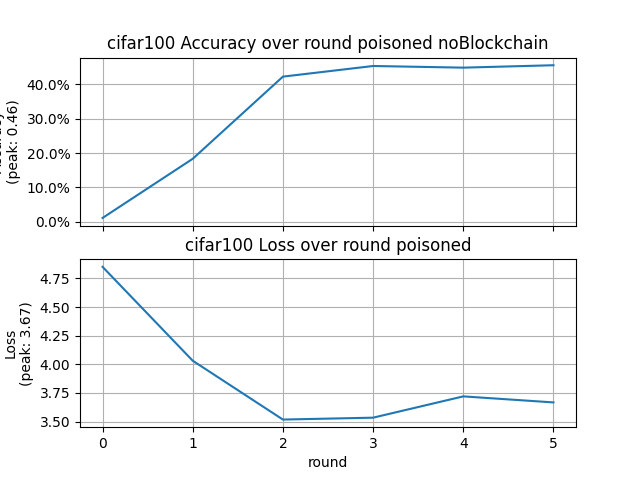 cifar100 Accuracy over round poisoned noBlockchain
40.0%
30.0%
20.0%
10.0%
0.0%
(peak: 0.46)
cifar100 Loss over round poisoned
4.75
4.50
4.25
4.00
3.75
3.50
Loss
(peak: 3.67)
0 1 2 3 4 5
round